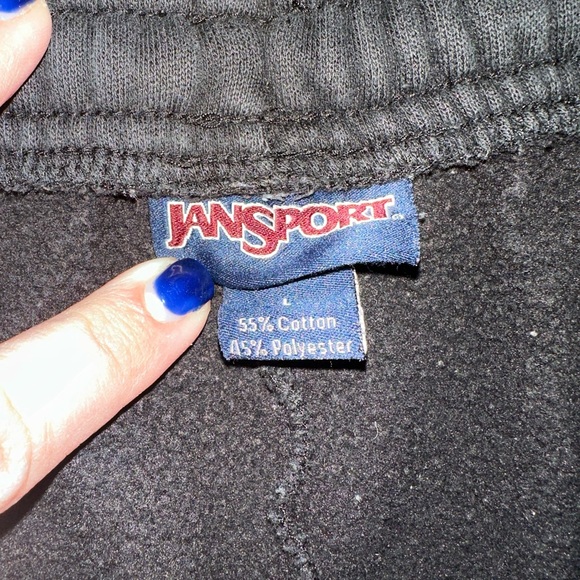 JANSPORT
L
55% Cotton
45% Polyester